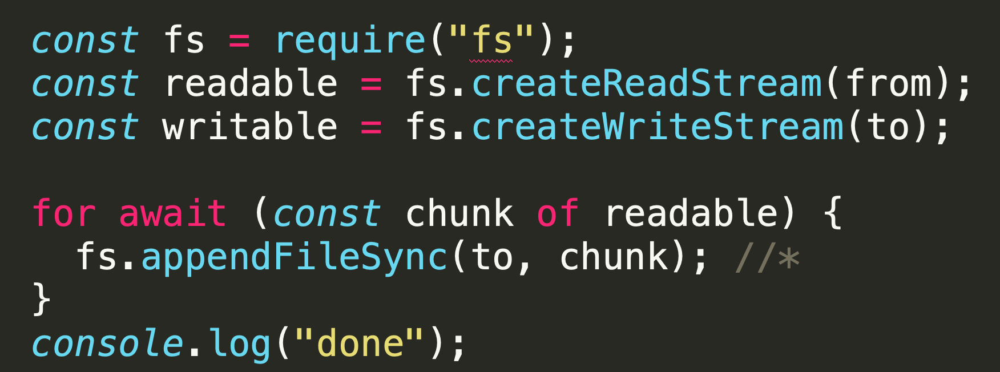 const fs = require("fs");
const readable = fs.createReadStream(from);
const writable = fs.createWriteStream(to);

for await (const chunk of readable) {
  fs.appendFileSync(to, chunk); //*
}
console.log("done");